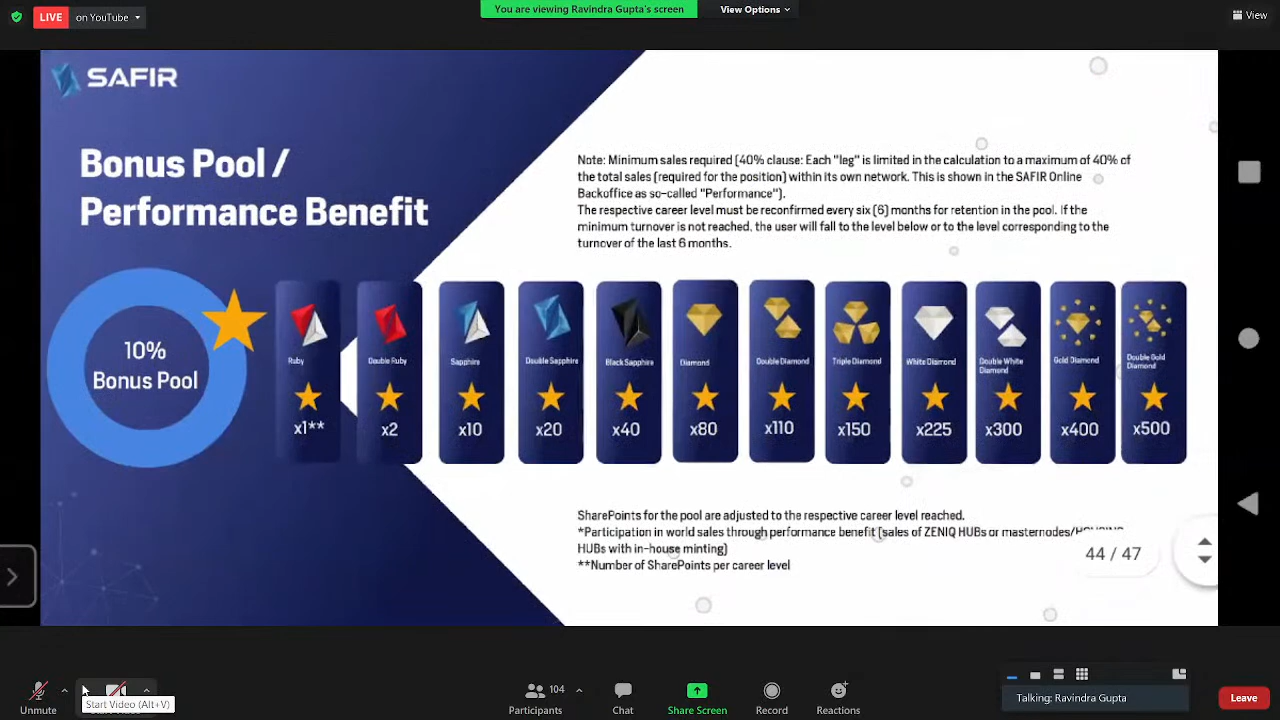 LIVE on YouTube
You are viewing Ravindra Gupta's screen
View Options
View
SAFIR
Bonus Pool /
Performance Benefit
Note: Minimum sales required (40% clause: Each "leg" is limited in the calculation to a maximum of 40% of
the total sales (required for the position) within its own network. This is shown in the SAFIR Online
Backoffice as so-called "Performance").
The respective career level must be reconfirmed every six (6) months for retention in the pool. If the
minimum turnover is not reached, the user will fall to the level below or to the level corresponding to the
turnover of the last 6 months.
10%
Bonus Pool
Ruby
x1**
Double Ruby
x2
Sapphire
x10
Double Sapphire
x20
Black Sapphire
x40
Diamond
x80
Double Diamond
x110
Triple Diamond
x150
White Diamond
x225
Double White
Diamond
x300
Gold Diamond
x400
Double Gold
Diamond
x500
SharePoints for the pool are adjusted to the respective career level reached.
*Participation in world sales through performance benefit (sales of ZENIQ HUBs or masternodes/HOUSING
HUBs with in-house minting)
**Number of SharePoints per career level
44 / 47
Unmute
Start Video (Alt+V)
104
Participants
Chat
Share Screen
Record
Reactions
Talking: Ravindra Gupta
Leave